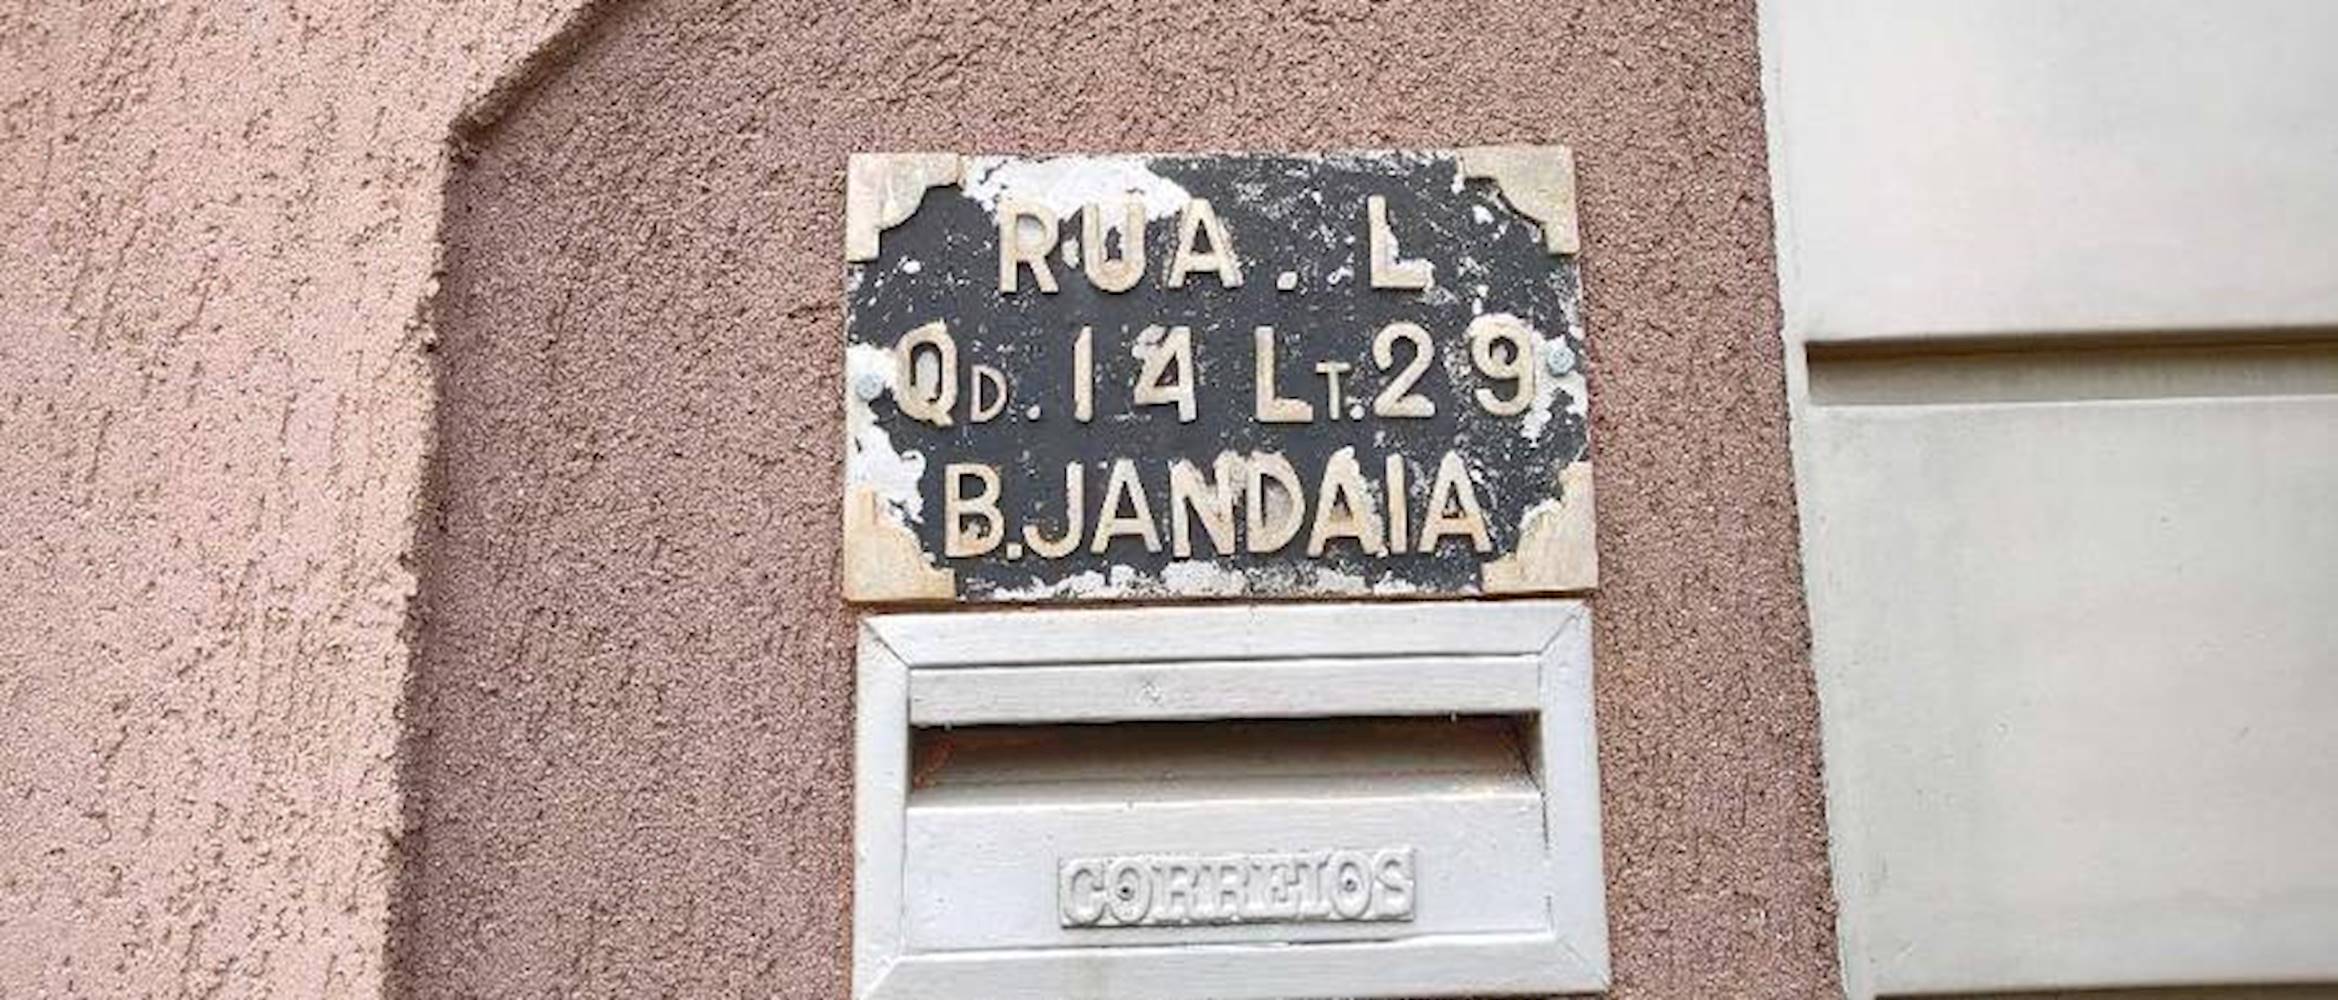 RUA. L
QD. 14 LT. 29
B.JANDAIA
CORREIOS